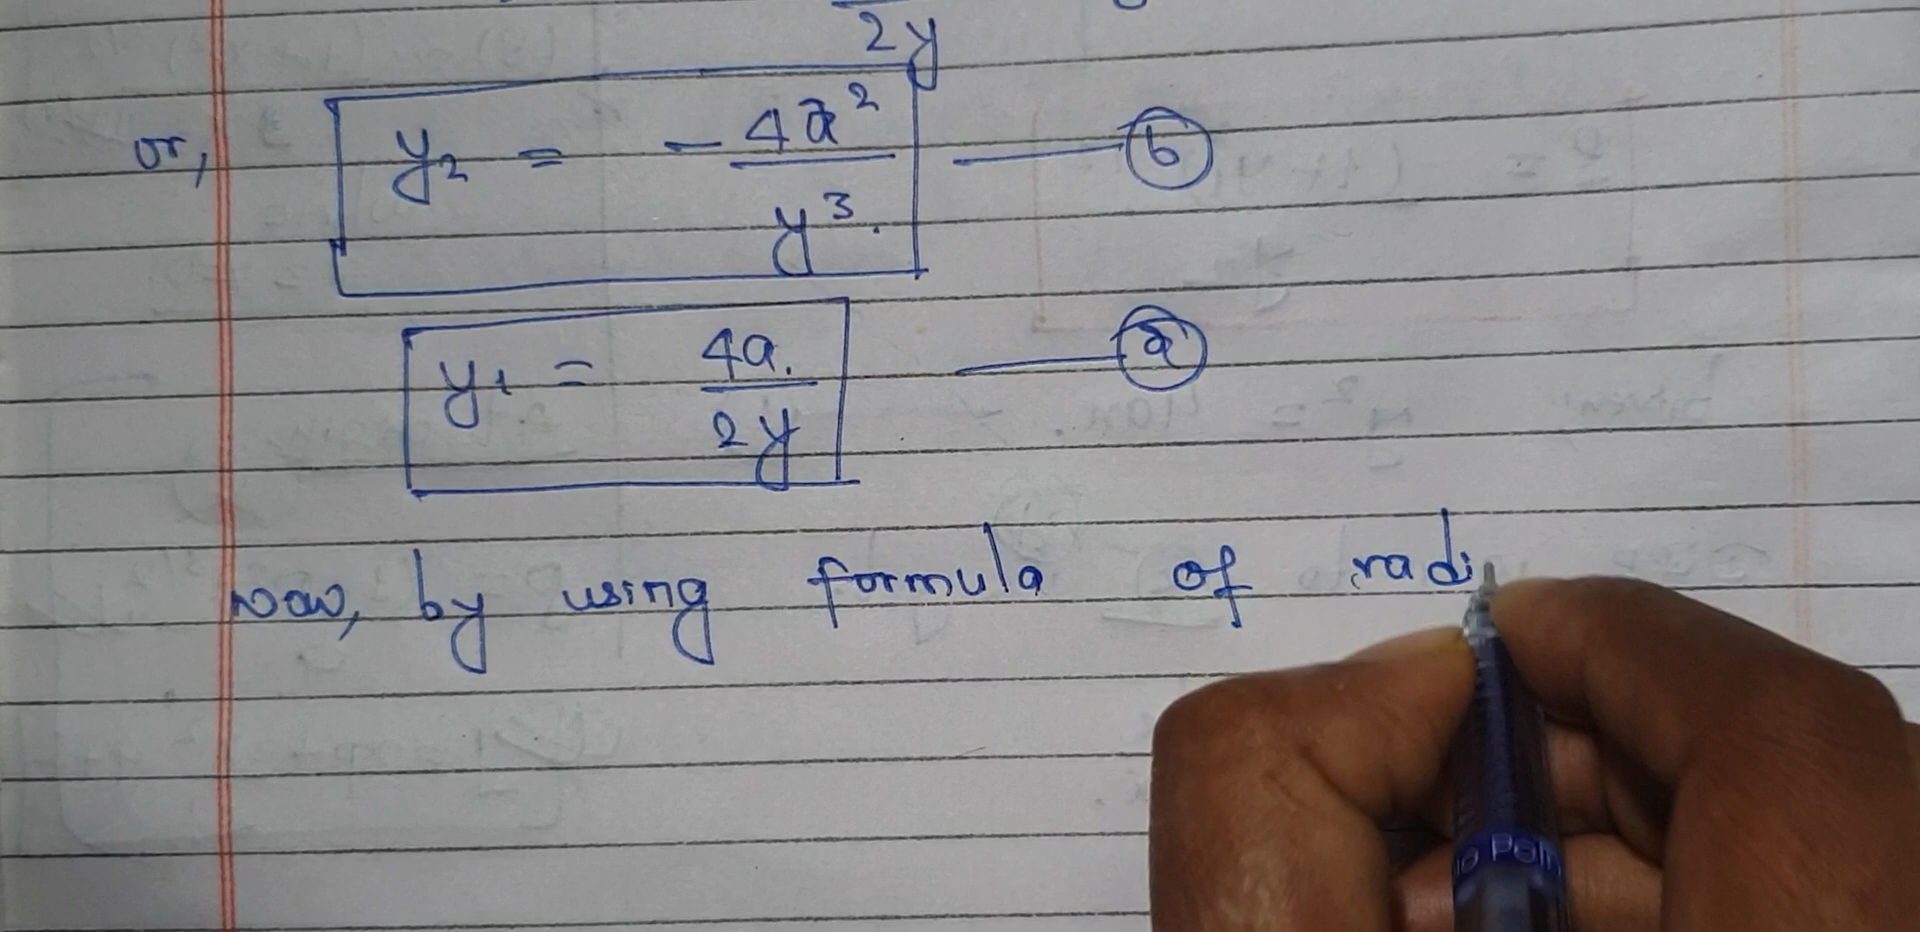 2y
or, y₂ = - 4a² / y³. —— (b)
y₁ = 4a. / 2y —— (a)
Now, by using formula of radi